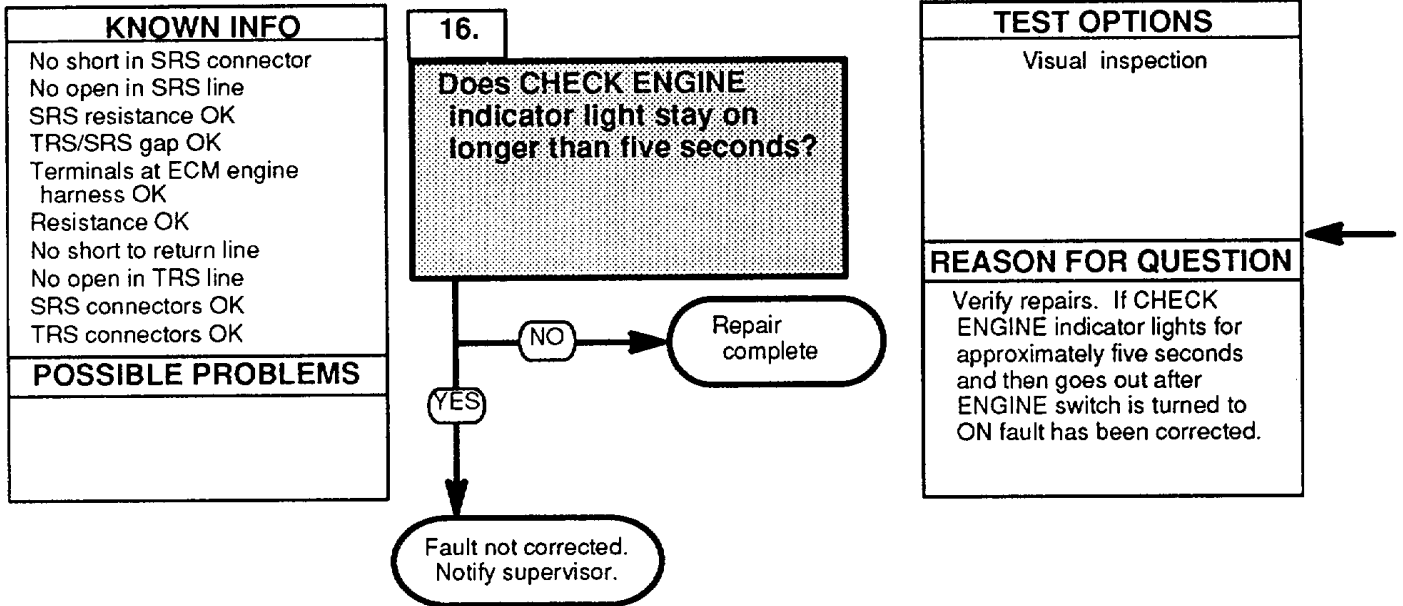 KNOWN INFO
No short in SRS connector
No open in SRS line
SRS resistance OK
TRS/SRS gap OK
Terminals at ECM engine
harness OK
Resistance OK
No short to return line
No open in TRS line
SRS connectors OK
TRS connectors OK
POSSIBLE PROBLEMS
16.
Does CHECK ENGINE
indicator light stay on
longer than five seconds?
NO
Repair
complete
YES
Fault not corrected.
Notify supervisor.
TEST OPTIONS
Visual inspection
REASON FOR QUESTION
Verify repairs. If CHECK
ENGINE indicator lights for
approximately five seconds
and then goes out after
ENGINE switch is turned to
ON fault has been corrected.